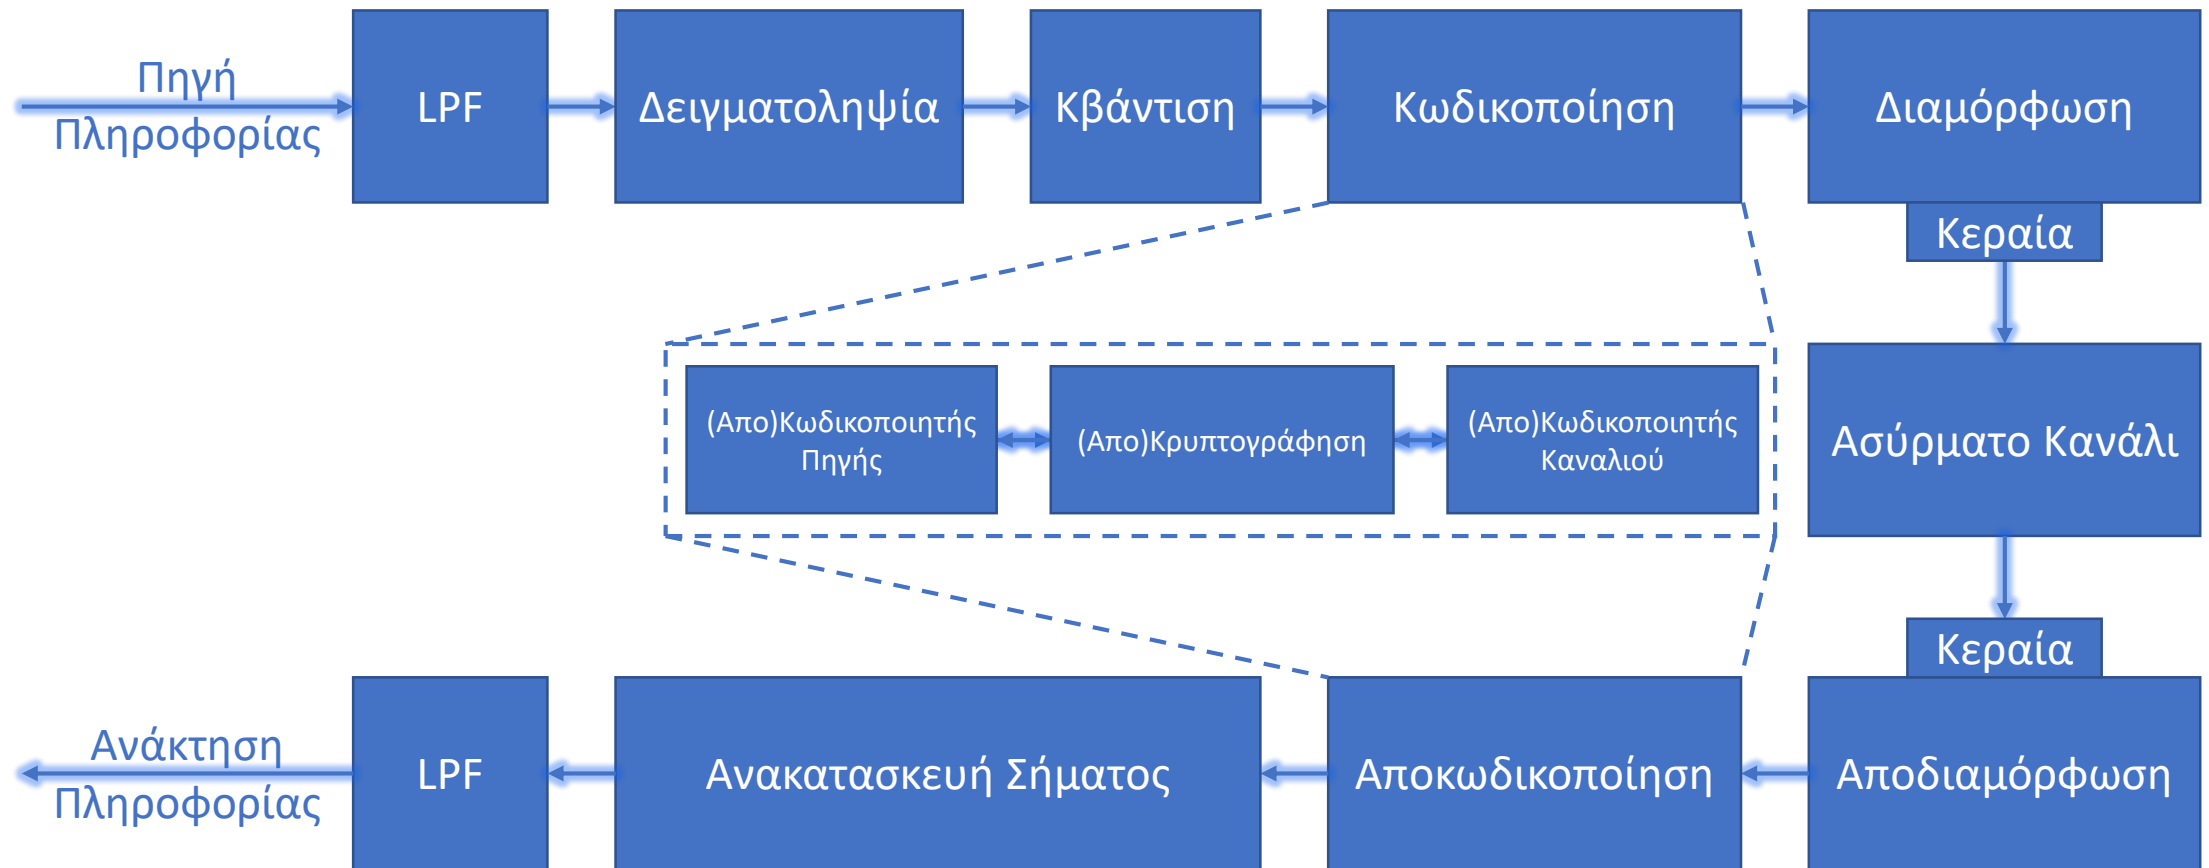 Πηγή
Πληροφορίας
LPF
Δειγματοληψία
Κβάντιση
Κωδικοποίηση
Διαμόρφωση
Κεραία
(Απο)Κωδικοποιητής
Πηγής
(Απο)Κρυπτογράφηση
(Απο)Κωδικοποιητής
Καναλιού
Ασύρματο Κανάλι
Κεραία
Ανάκτηση
Πληροφορίας
LPF
Ανακατασκευή Σήματος
Αποκωδικοποίηση
Αποδιαμόρφωση